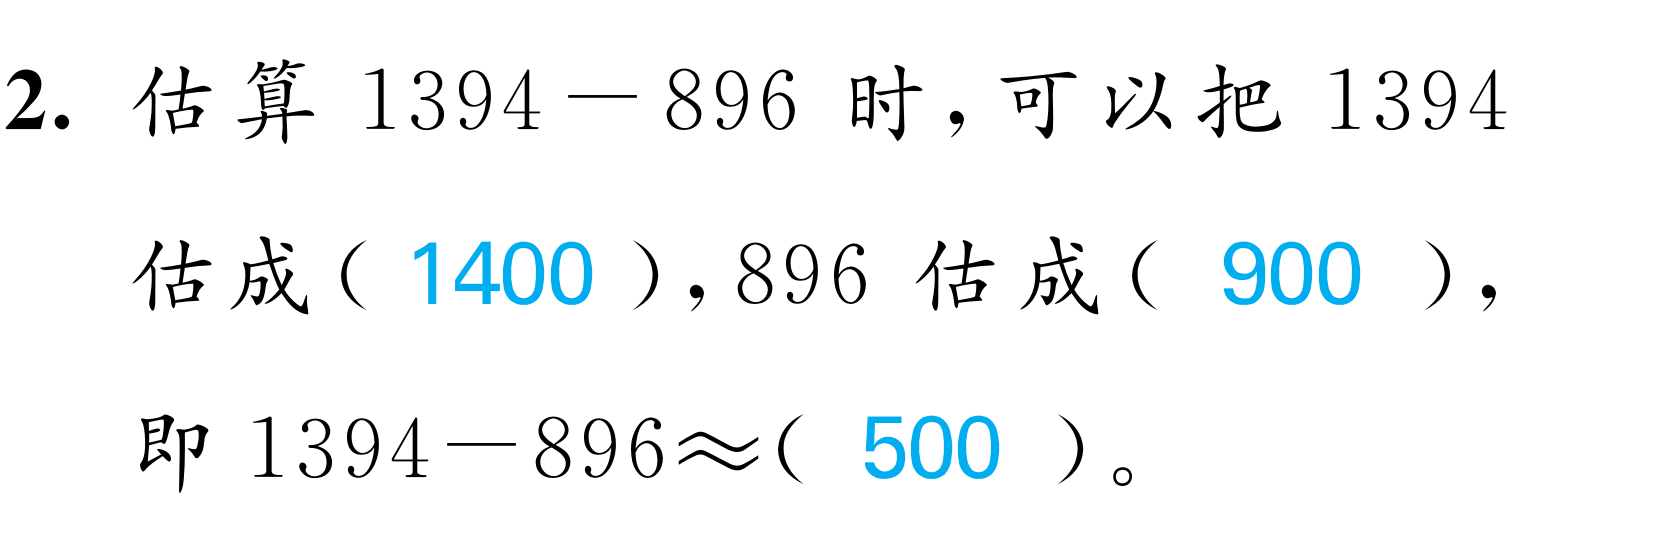 2. 估算 1394－896 时,可以把 1394
估成( 1400 ),896 估成( 900 ),
即 1394－896≈( 500 )。